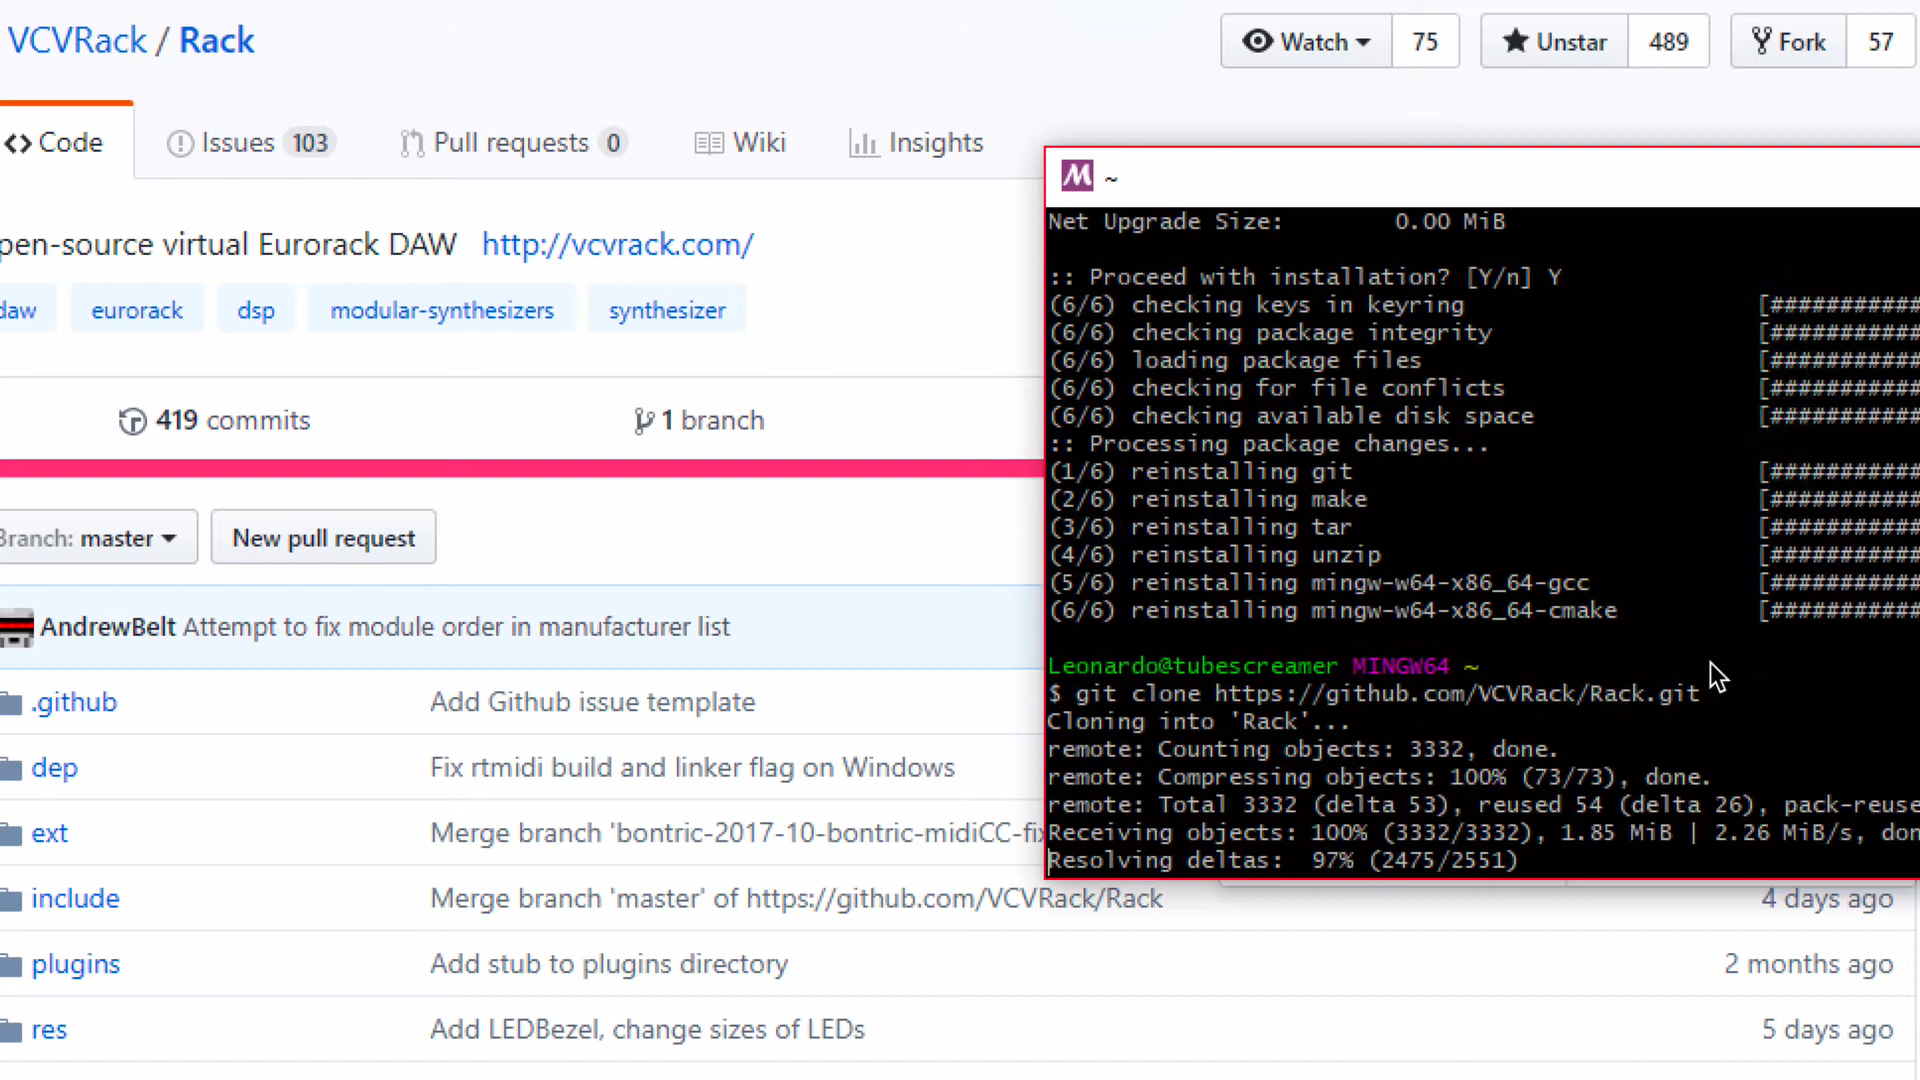 VCVRack / Rack
Watch 75
Unstar 489
Fork 57
Code
Issues 103
Pull requests 0
Wiki
Insights
pen-source virtual Eurorack DAW http://vcvrack.com/
daw eurorack dsp modular-synthesizers synthesizer
419 commits
1 branch
Branch: master
New pull request
AndrewBelt Attempt to fix module order in manufacturer list
.github Add Github issue template
dep Fix rtmidi build and linker flag on Windows
ext Merge branch 'bontric-2017-10-bontric-midiCC-fix
include Merge branch 'master' of https://github.com/VCVRack/Rack 4 days ago
plugins Add stub to plugins directory 2 months ago
res Add LEDBezel, change sizes of LEDs 5 days ago
M ~
Net Upgrade Size: 0.00 MiB
:: Proceed with installation? [Y/n] Y
(6/6) checking keys in keyring [###########
(6/6) checking package integrity [###########
(6/6) loading package files [###########
(6/6) checking for file conflicts [###########
(6/6) checking available disk space [###########
:: Processing package changes...
(1/6) reinstalling git [###########
(2/6) reinstalling make [###########
(3/6) reinstalling tar [###########
(4/6) reinstalling unzip [###########
(5/6) reinstalling mingw-w64-x86_64-gcc [###########
(6/6) reinstalling mingw-w64-x86_64-cmake [###########
Leonardo@tubescreamer MINGW64 ~
$ git clone https://github.com/VCVRack/Rack.git
Cloning into 'Rack'...
remote: Counting objects: 3332, done.
remote: Compressing objects: 100% (73/73), done.
remote: Total 3332 (delta 53), reused 54 (delta 26), pack-reuse
Receiving objects: 100% (3332/3332), 1.85 MiB | 2.26 MiB/s, don
Resolving deltas: 97% (2475/2551)